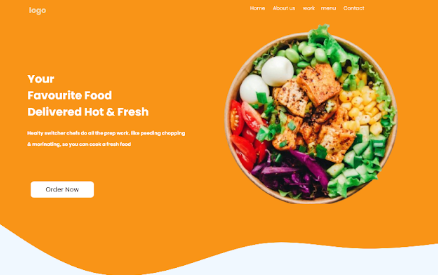 logo
Home About us work menu Contact
Your
Favourite Food
Delivered Hot & Fresh
Healty switcher chefs do all the prep work, like peeding chopping
& marinating, so you can cook a fresh food
Order Now